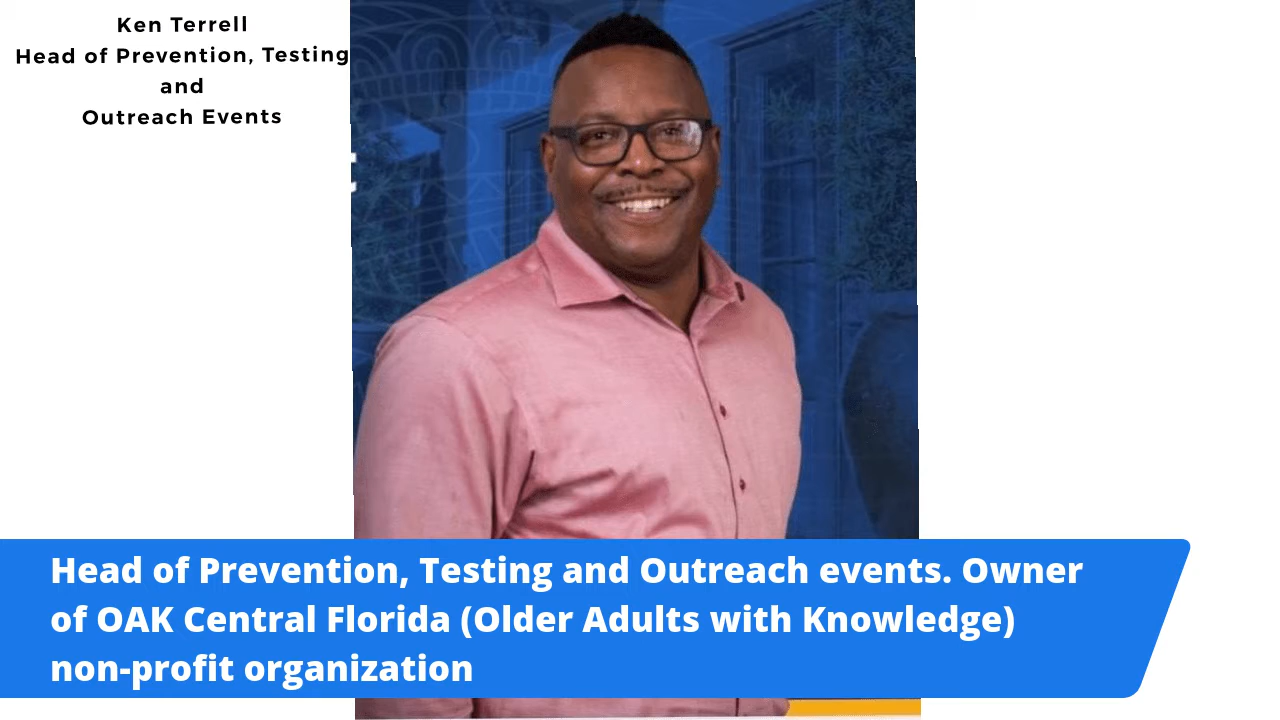 Ken Terrell
Head of Prevention, Testing
and
Outreach Events
Head of Prevention, Testing and Outreach events. Owner
of OAK Central Florida (Older Adults with Knowledge)
non-profit organization